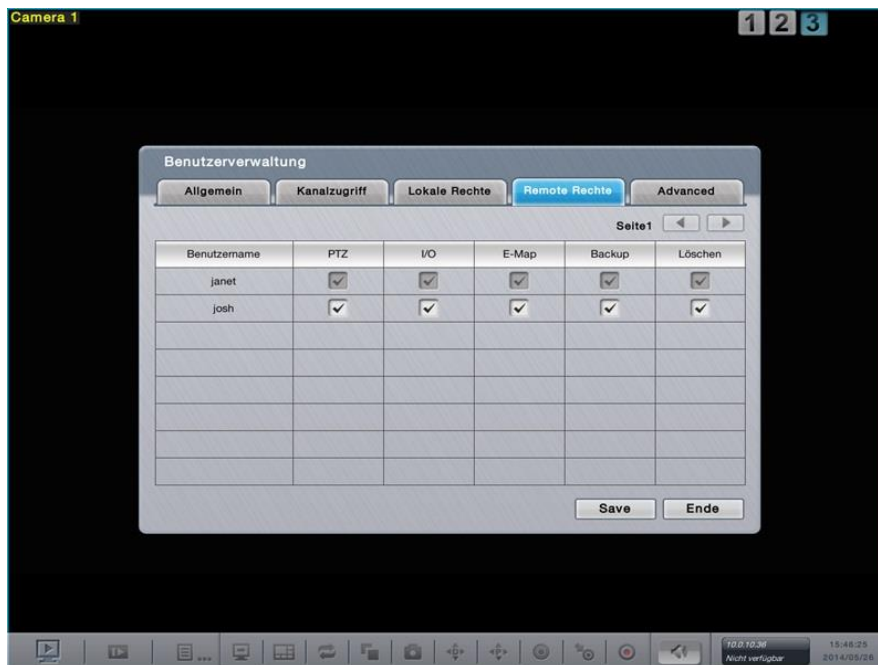 Camera 1
1 2 3
Benutzerverwaltung
Allgemein Kanalzugriff Lokale Rechte Remote Rechte Advanced
Seite1
Benutzername PTZ I/O E-Map Backup Löschen
janet
josh
Save Ende
10.0.10.36 15:46:25
Nicht verfügbar 2014/05/26